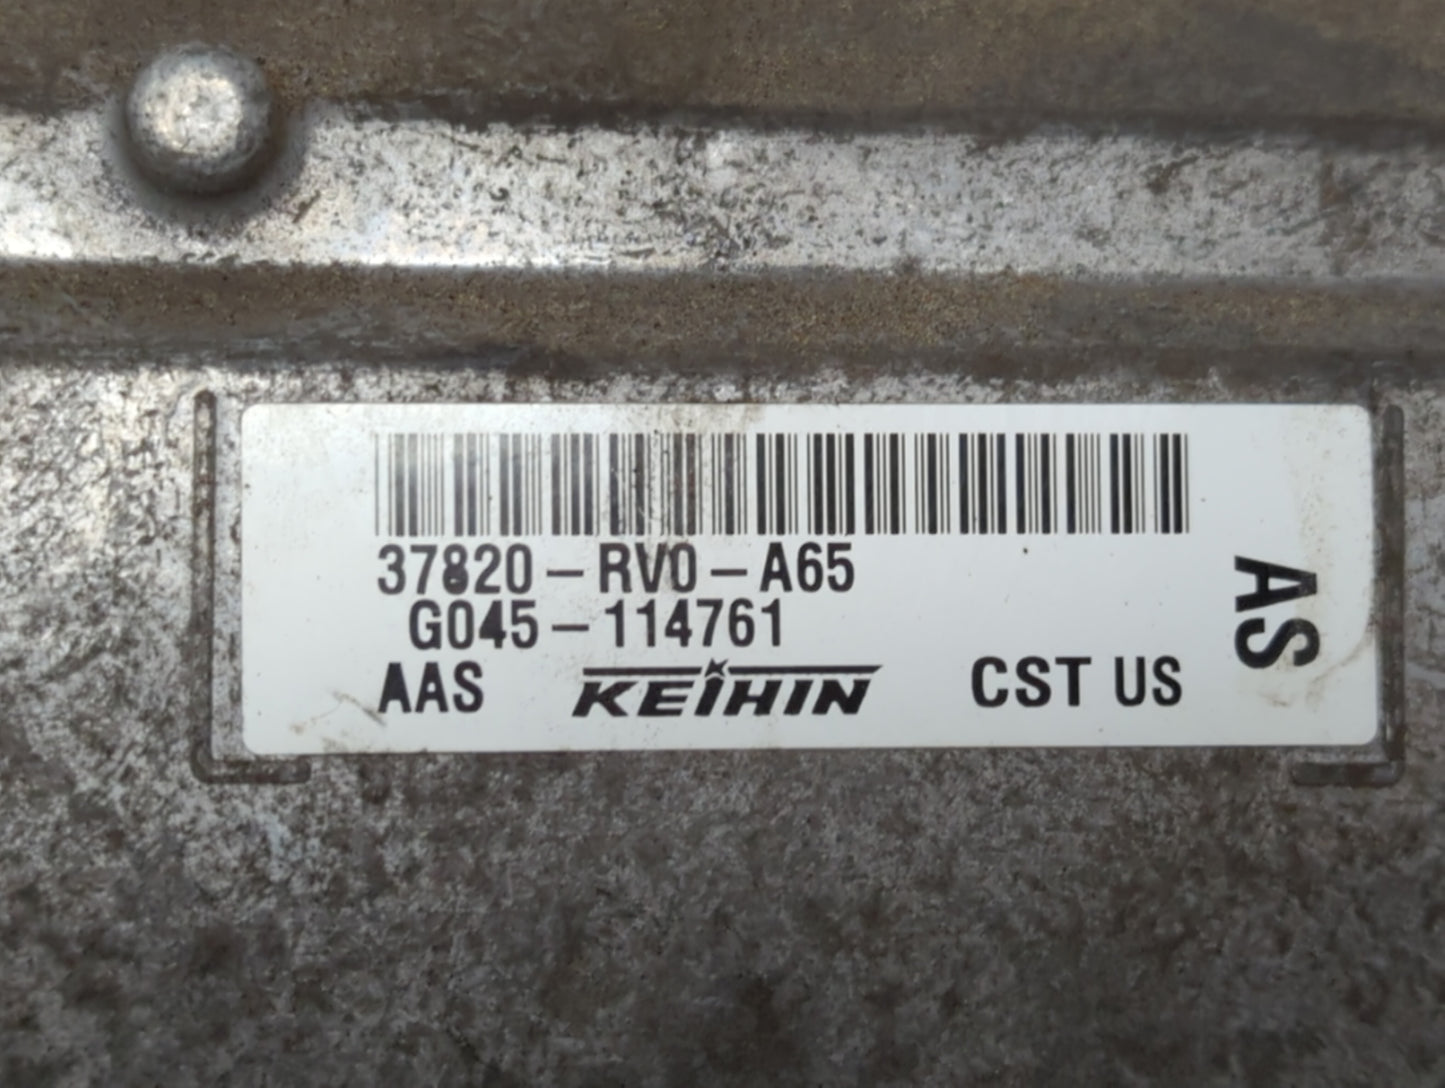 37820-RV0-A65
G045-114761
AAS KEIHIN CST US
AS